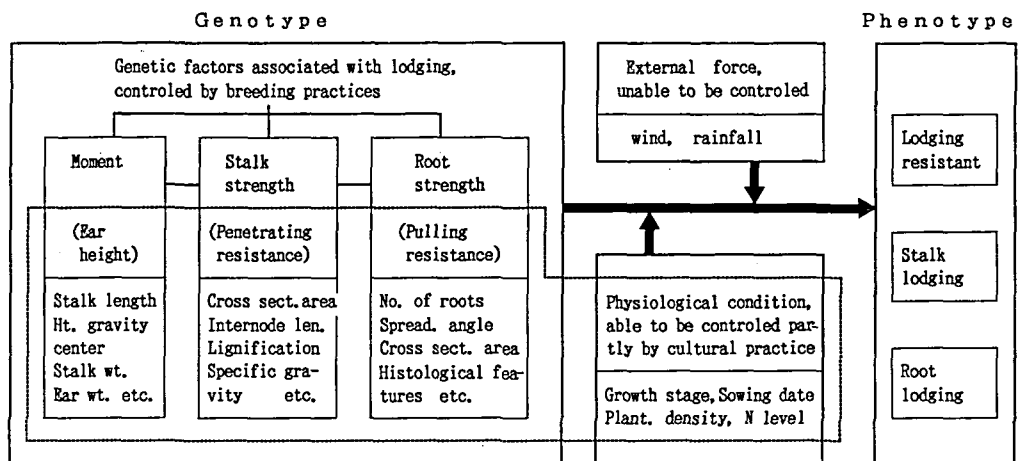 Genotype
Phenotype
Genetic factors associated with lodging,
controled by breeding practices
Moment
(Ear
height)
Stalk length
Ht. gravity
center
Stalk wt.
Ear wt. etc.
Stalk
strength
(Penetrating
resistance)
Cross sect. area
Internode len.
Lignification
Specific gra-
vity etc.
Root
strength
(Pulling
resistance)
No. of roots
Spread. angle
Cross sect. area
Histological fea-
tures etc.
External force,
unable to be controled
wind, rainfall
Physiological condition,
able to be controled par-
tly by cultural practice
Growth stage, Sowing date
Plant. density, N level
Lodging
resistant
Stalk
lodging
Root
lodging